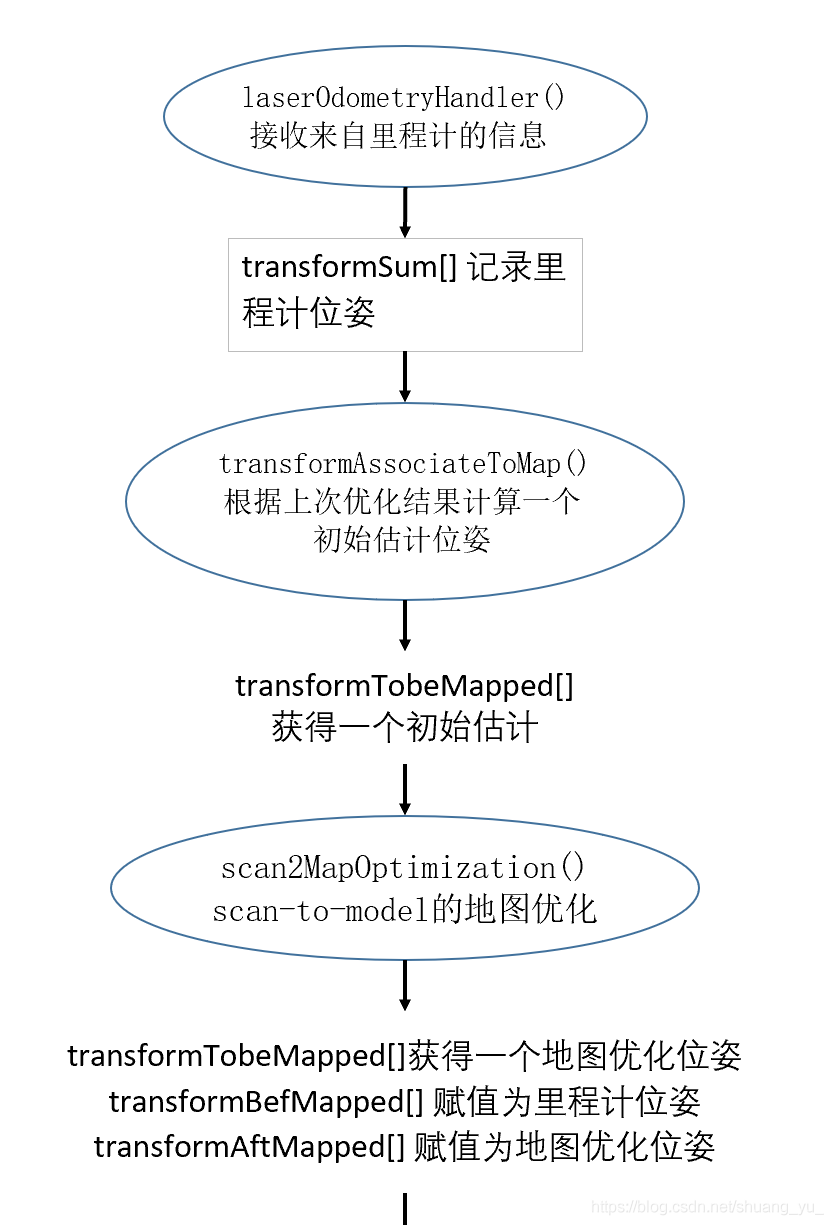 laserOdometryHandler()
接收来自里程计的信息
transformSum[] 记录里
程计位姿
transformAssociateToMap()
根据上次优化结果计算一个
初始估计位姿
transformTobeMapped[]
获得一个初始估计
scan2MapOptimization()
scan-to-model的地图优化
transformTobeMapped[]获得一个地图优化位姿
transformBefMapped[] 赋值为里程计位姿
transformAftMapped[] 赋值为地图优化位姿
https://blog.csdn.net/shuang_yu_